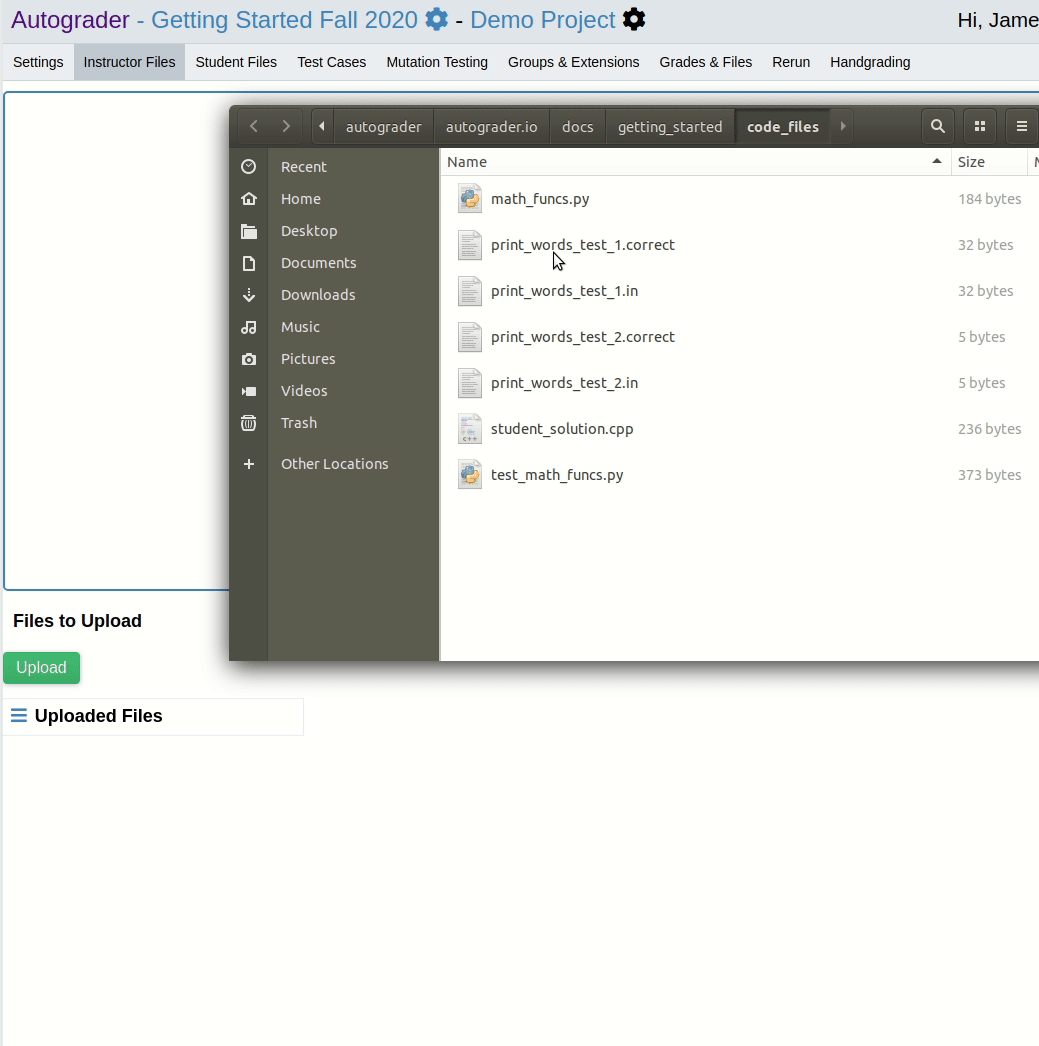 Autograder - Getting Started Fall 2020 - Demo Project Hi, Jame
Settings Instructor Files Student Files Test Cases Mutation Testing Groups & Extensions Grades & Files Rerun Handgrading
autograder autograder.io docs getting_started code_files
Name Size M
Recent
Home
Desktop
Documents
Downloads
Music
Pictures
Videos
Trash
+ Other Locations
math_funcs.py 184 bytes
print_words_test_1.correct 32 bytes
print_words_test_1.in 32 bytes
print_words_test_2.correct 5 bytes
print_words_test_2.in 5 bytes
c++ student_solution.cpp 236 bytes
test_math_funcs.py 373 bytes
Files to Upload
Upload
Uploaded Files